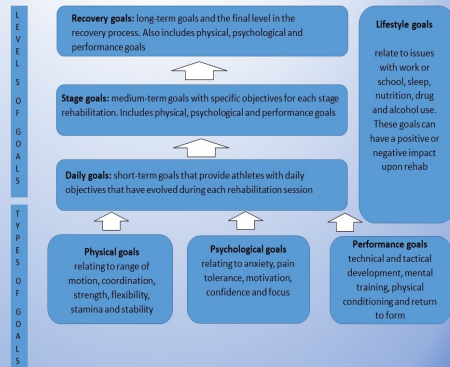 LEVEL OF GOALS
Recovery goals: long-term goals and the final level in the
recovery process. Also includes physical, psychological and
performance goals
Stage goals: medium-term goals with specific objectives for each stage
rehabilitation. Includes physical, psychological and performance goals
Daily goals: short-term goals that provide athletes with daily
objectives that have evolved during each rehabilitation session
Lifestyle goals
relate to issues
with work or
school, sleep,
nutrition, drug
and alcohol use.
These goals can
have a positive or
negative impact
upon rehab
TYPES OF GOALS
Physical goals
relating to range of
motion, coordination,
strength, flexibility,
stamina and stability
Psychological goals
relating to anxiety, pain
tolerance, motivation,
confidence and focus
Performance goals
technical and tactical
development, mental
training, physical
conditioning and return
to form